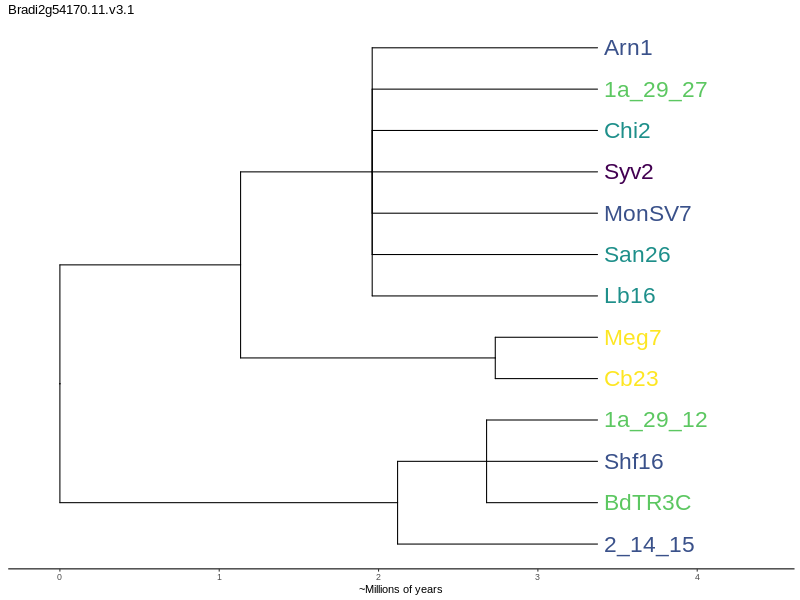 Bradi2g54170.11.v3.1
Arn1
1a_29_27
Chi2
Syv2
MonSV7
San26
Lb16
Meg7
Cb23
1a_29_12
Shf16
BdTR3C
2_14_15
0 1 2 3 4
~Millions of years